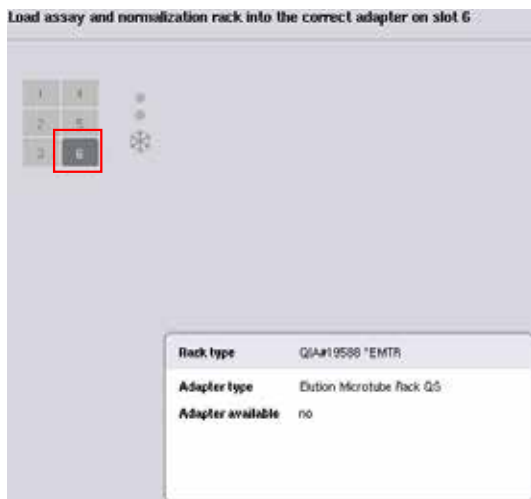 Load assay and normalization rack into the correct adapter on slot 6
1 4
2 5
3 6
Rack type QIA#19588 *EMTR
Adapter type Elution Microtube Rack QS
Adapter available no